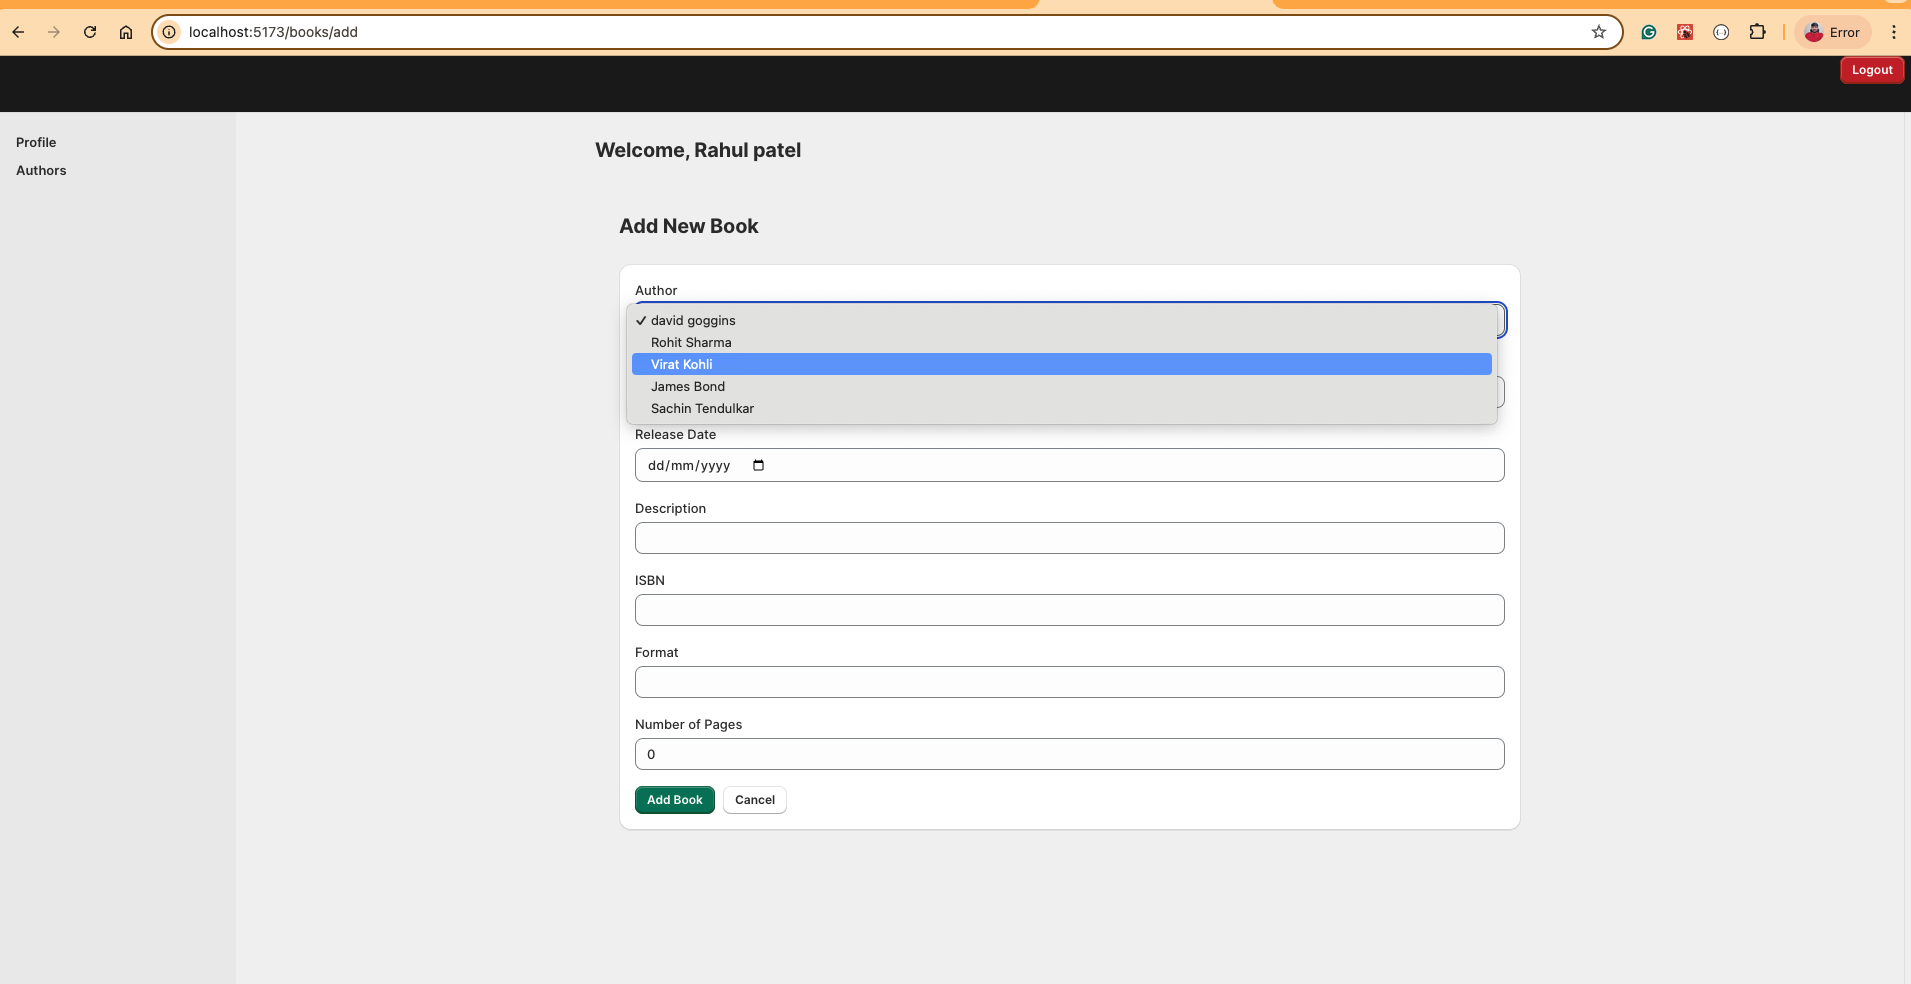 localhost:5173/books/add
Error
Logout
Profile
Authors
Welcome, Rahul patel
Add New Book
Author
david goggins
Rohit Sharma
Virat Kohli
James Bond
Sachin Tendulkar
Release Date
dd/mm/yyyy
Description
ISBN
Format
Number of Pages
0
Add Book
Cancel